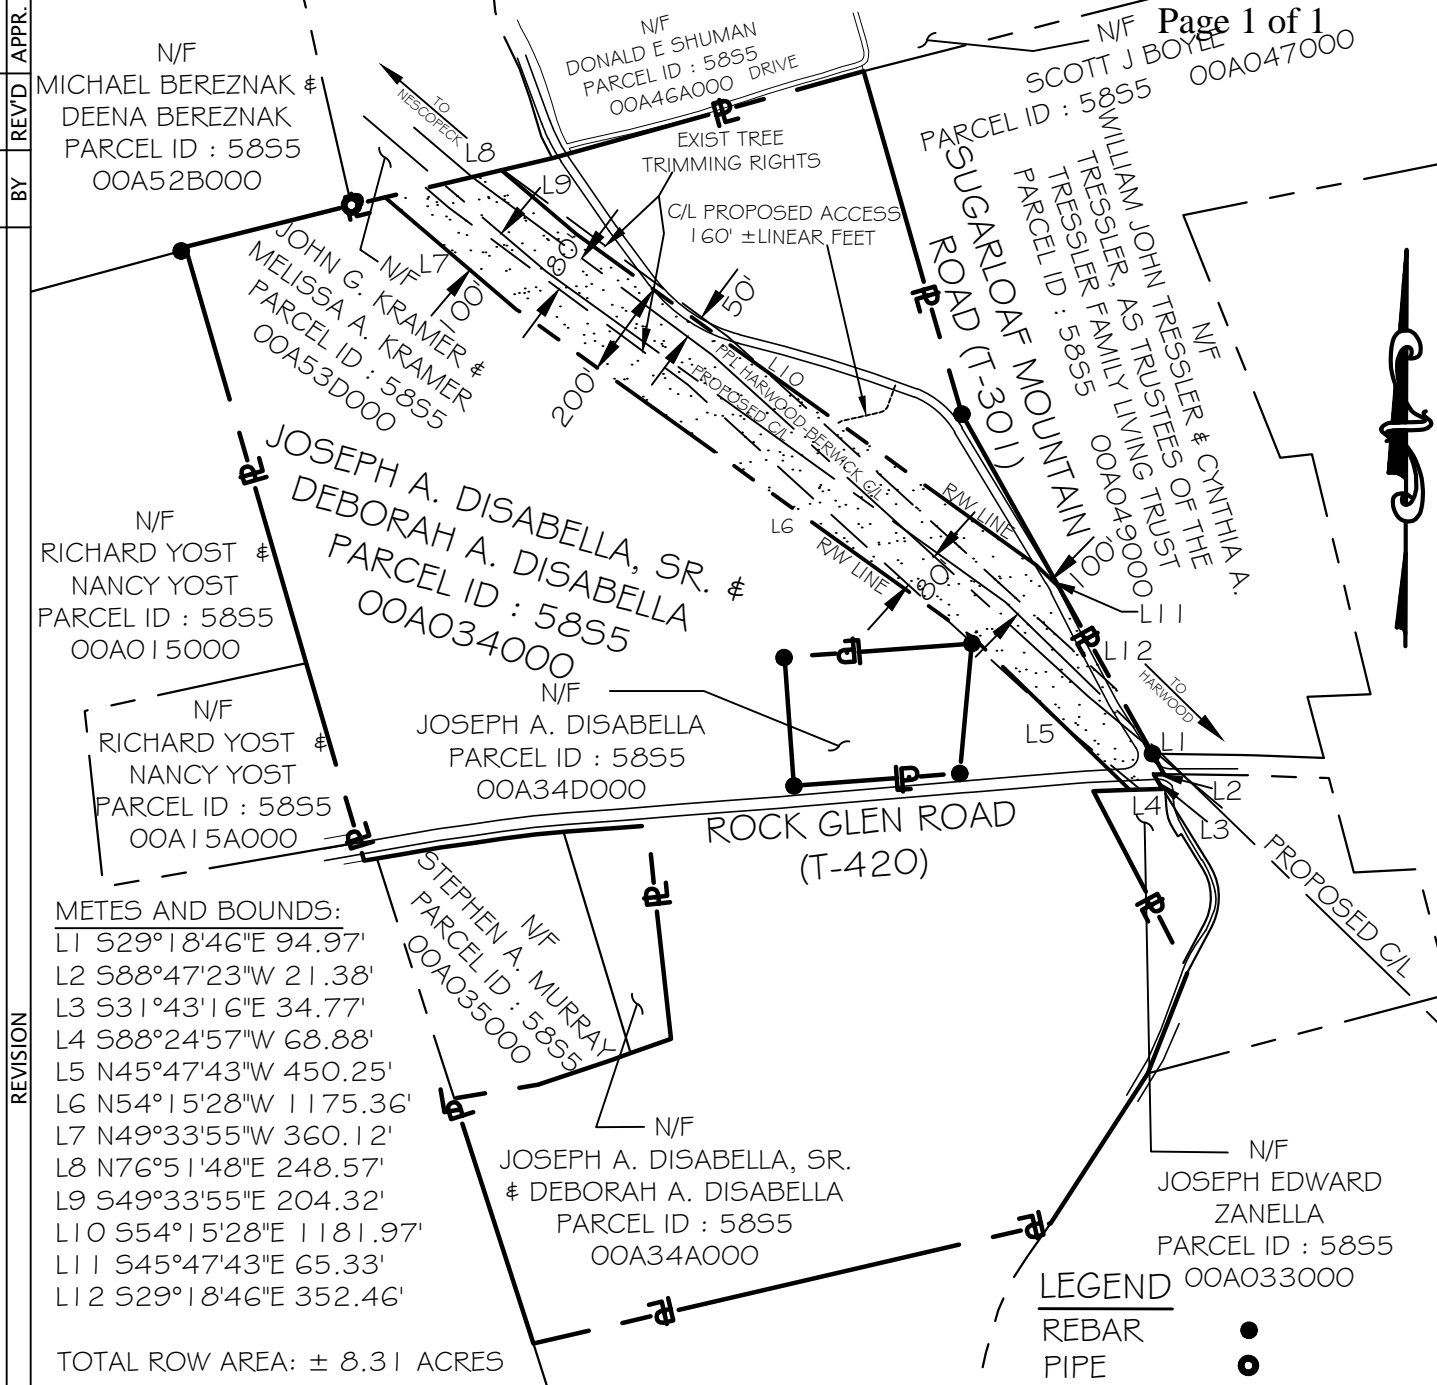 Page 1 of 1
APPR.
REV'D
BY
REVISION
N/F
MICHAEL BEREZNAK &
DEENA BEREZNAK
PARCEL ID : 58S5
00A52B000
TO
NESCOPECK
N/F
DONALD E SHUMAN
PARCEL ID : 58S5
00A46A000
DRIVE
N/F
SCOTT J BOYLE
PARCEL ID : 58S5
00A047000
EXIST TREE
TRIMMING RIGHTS
C/L PROPOSED ACCESS
160' ±LINEAR FEET
L8
L9
L7
80'
50'
200'
L10
N/F
JOHN G. KRAMER &
MELISSA A. KRAMER
PARCEL ID : 58S5
00A53D000
SUGARLOAF MOUNTAIN
ROAD (T-301)
N/F
WILLIAM JOHN TRESSLER & CYNTHIA A.
TRESSLER, AS TRUSTEES OF THE
TRESSLER FAMILY LIVING TRUST
PARCEL ID : 58S5
00A049000
PPL HARWOOD-BERWICK C/L
PROPOSED C/L
R/W LINE
L6
R/W LINE
80'
JOSEPH A. DISABELLA, SR. &
DEBORAH A. DISABELLA
PARCEL ID : 58S5
00A034000
N/F
RICHARD YOST &
NANCY YOST
PARCEL ID : 58S5
00A015000
L11
L12
TO
HARWOOD
N/F
RICHARD YOST &
NANCY YOST
PARCEL ID : 58S5
00A15A000
N/F
JOSEPH A. DISABELLA
PARCEL ID : 58S5
00A34D000
L5
L1
L2
L4
L3
ROCK GLEN ROAD
(T-420)
PROPOSED C/L
N/F
STEPHEN A. MURRAY
PARCEL ID : 58S5
00A035000
METES AND BOUNDS:
L1 S29°18'46"E 94.97'
L2 S88°47'23"W 21.38'
L3 S31°43'16"E 34.77'
L4 S88°24'57"W 68.88'
L5 N45°47'43"W 450.25'
L6 N54°15'28"W 1175.36'
L7 N49°33'55"W 360.12'
L8 N76°51'48"E 248.57'
L9 S49°33'55"E 204.32'
L10 S54°15'28"E 1181.97'
L11 S45°47'43"E 65.33'
L12 S29°18'46"E 352.46'
TOTAL ROW AREA: ± 8.31 ACRES
N/F
JOSEPH A. DISABELLA, SR.
& DEBORAH A. DISABELLA
PARCEL ID : 58S5
00A34A000
N/F
JOSEPH EDWARD
ZANELLA
PARCEL ID : 58S5
00A033000
LEGEND
REBAR
PIPE